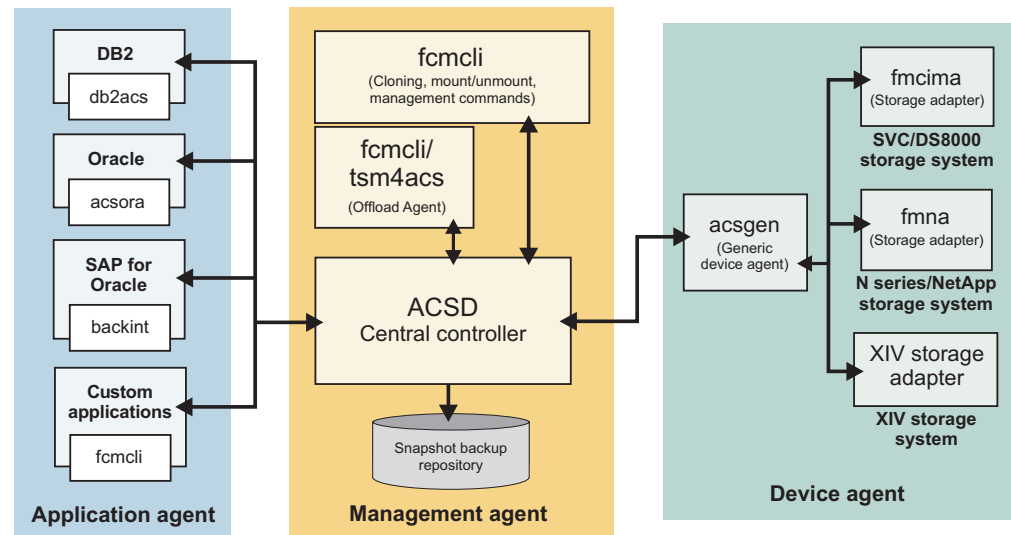 DB2
db2acs
Oracle
acsora
SAP for
Oracle
backint
Custom
applications
fcmcli
Application agent
fcmcli
(Cloning, mount/unmount,
management commands)
fcmcli/
tsm4acs
(Offload Agent)
ACSD
Central controller
Snapshot backup
repository
Management agent
acsgen
(Generic
device agent)
fmcima
(Storage adapter)
SVC/DS8000
storage system
fmna
(Storage adapter)
N series/NetApp
storage system
XIV storage
adapter
XIV storage
system
Device agent